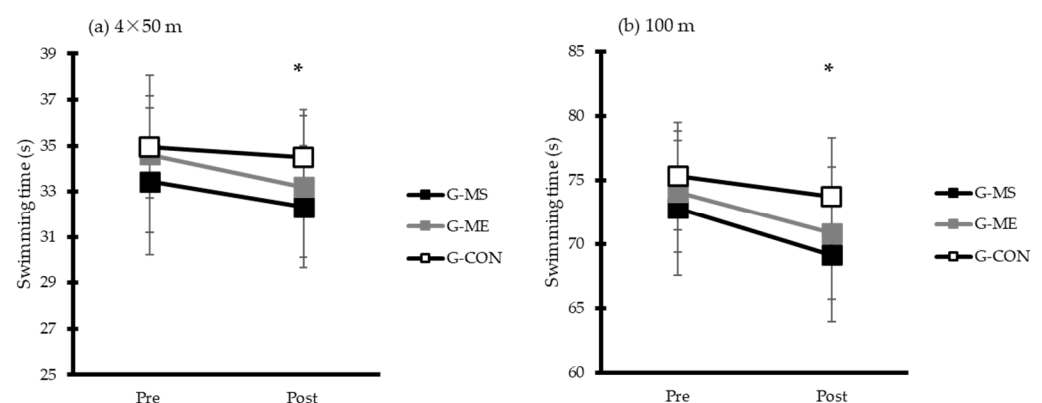 (a) 4×50 m
39
37
35
33
31
29
27
25
Swimming time (s)
*
Pre
Post
G-MS
G-ME
G-CON
(b) 100 m
85
80
75
70
65
60
Swimming time (s)
*
Pre
Post
G-MS
G-ME
G-CON